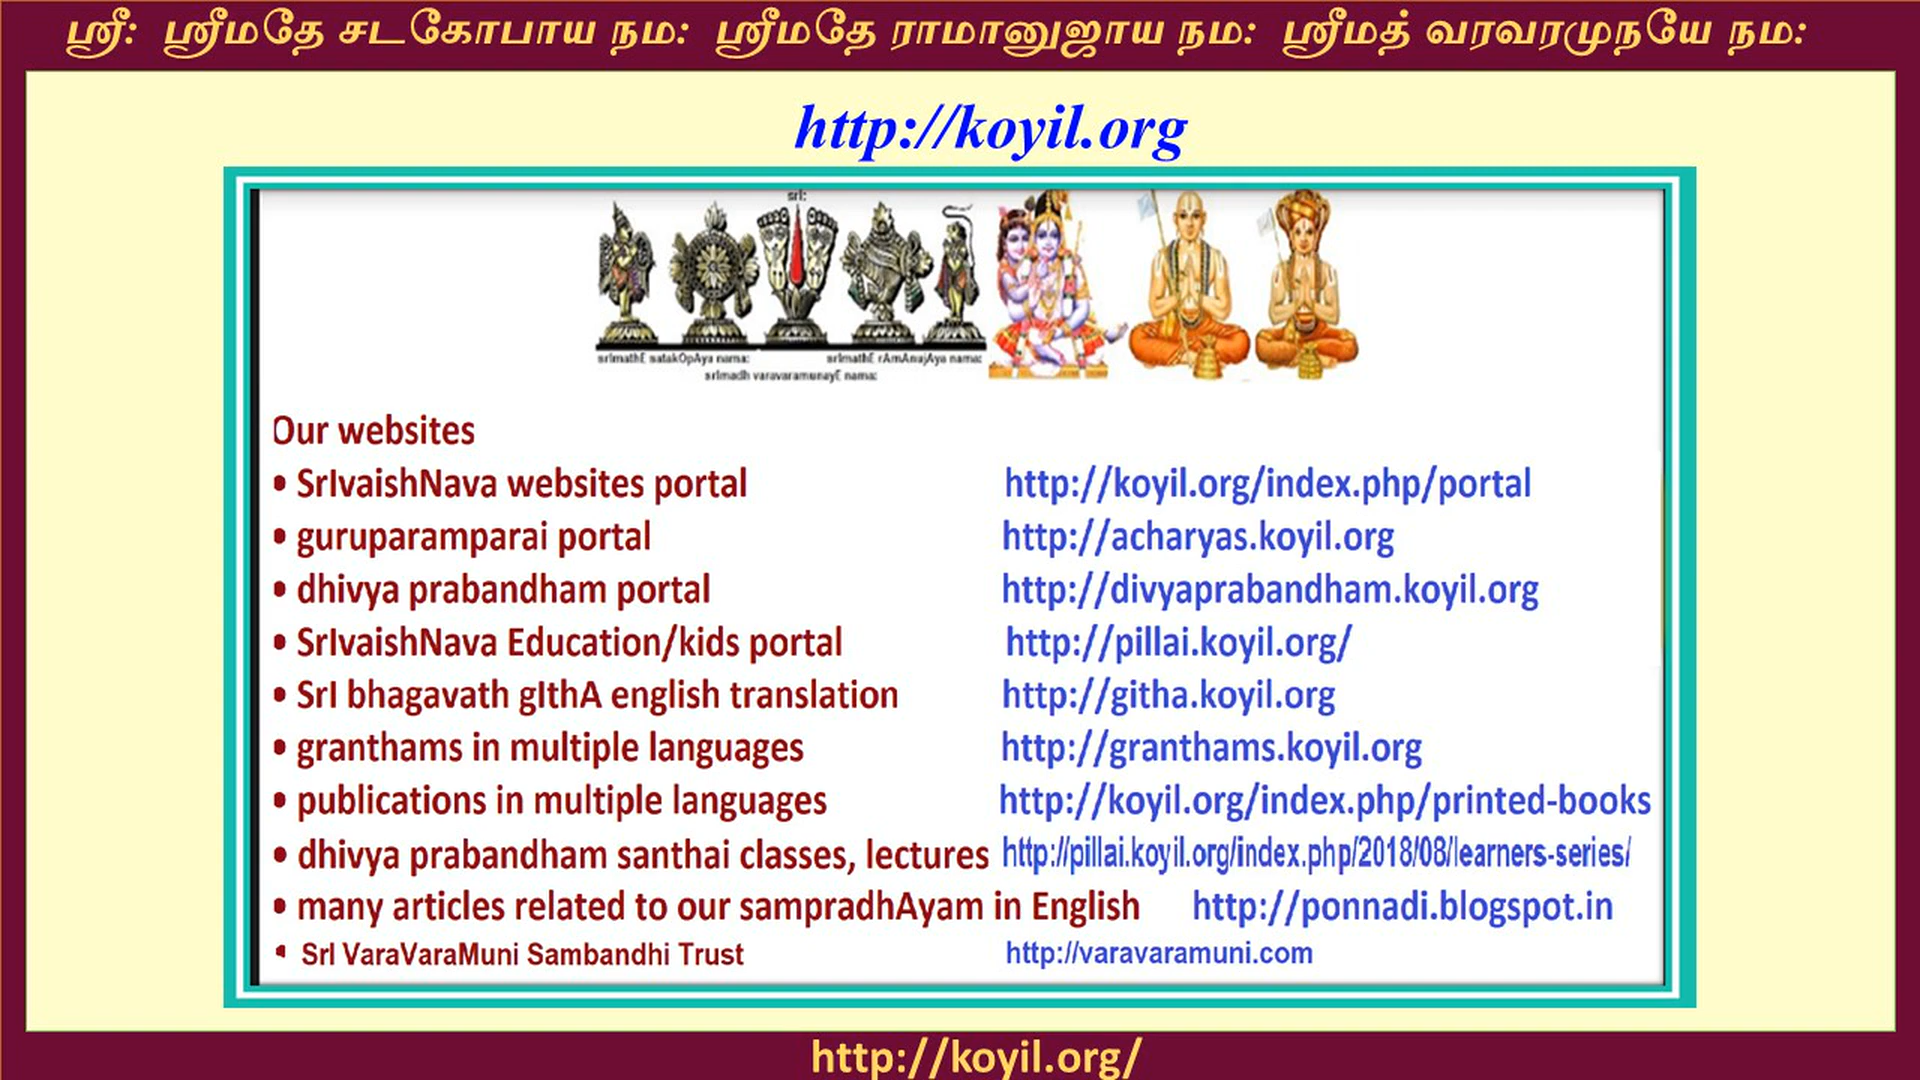 ஸ்ரீ: ஸ்ரீமதே சடகோபாய நம: ஸ்ரீமதே ராமானுஜாய நம: ஸ்ரீமத் வரவரமுநயே நம:
http://koyil.org
srI:
srImathE satakOpAya nama: srImathE rAmAnujAya nama:
srImadh varavaramunayE nama:
Our websites
• SrIvaishNava websites portal http://koyil.org/index.php/portal
• guruparamparai portal http://acharyas.koyil.org
• dhivya prabandham portal http://divyaprabandham.koyil.org
• SrIvaishNava Education/kids portal http://pillai.koyil.org/
• SrI bhagavath gIthA english translation http://githa.koyil.org
• granthams in multiple languages http://granthams.koyil.org
• publications in multiple languages http://koyil.org/index.php/printed-books
• dhivya prabandham santhai classes, lectures http://pillai.koyil.org/index.php/2018/08/learners-series/
• many articles related to our sampradhAyam in English http://ponnadi.blogspot.in
• SrI VaraVaraMuni Sambandhi Trust http://varavaramuni.com
http://koyil.org/